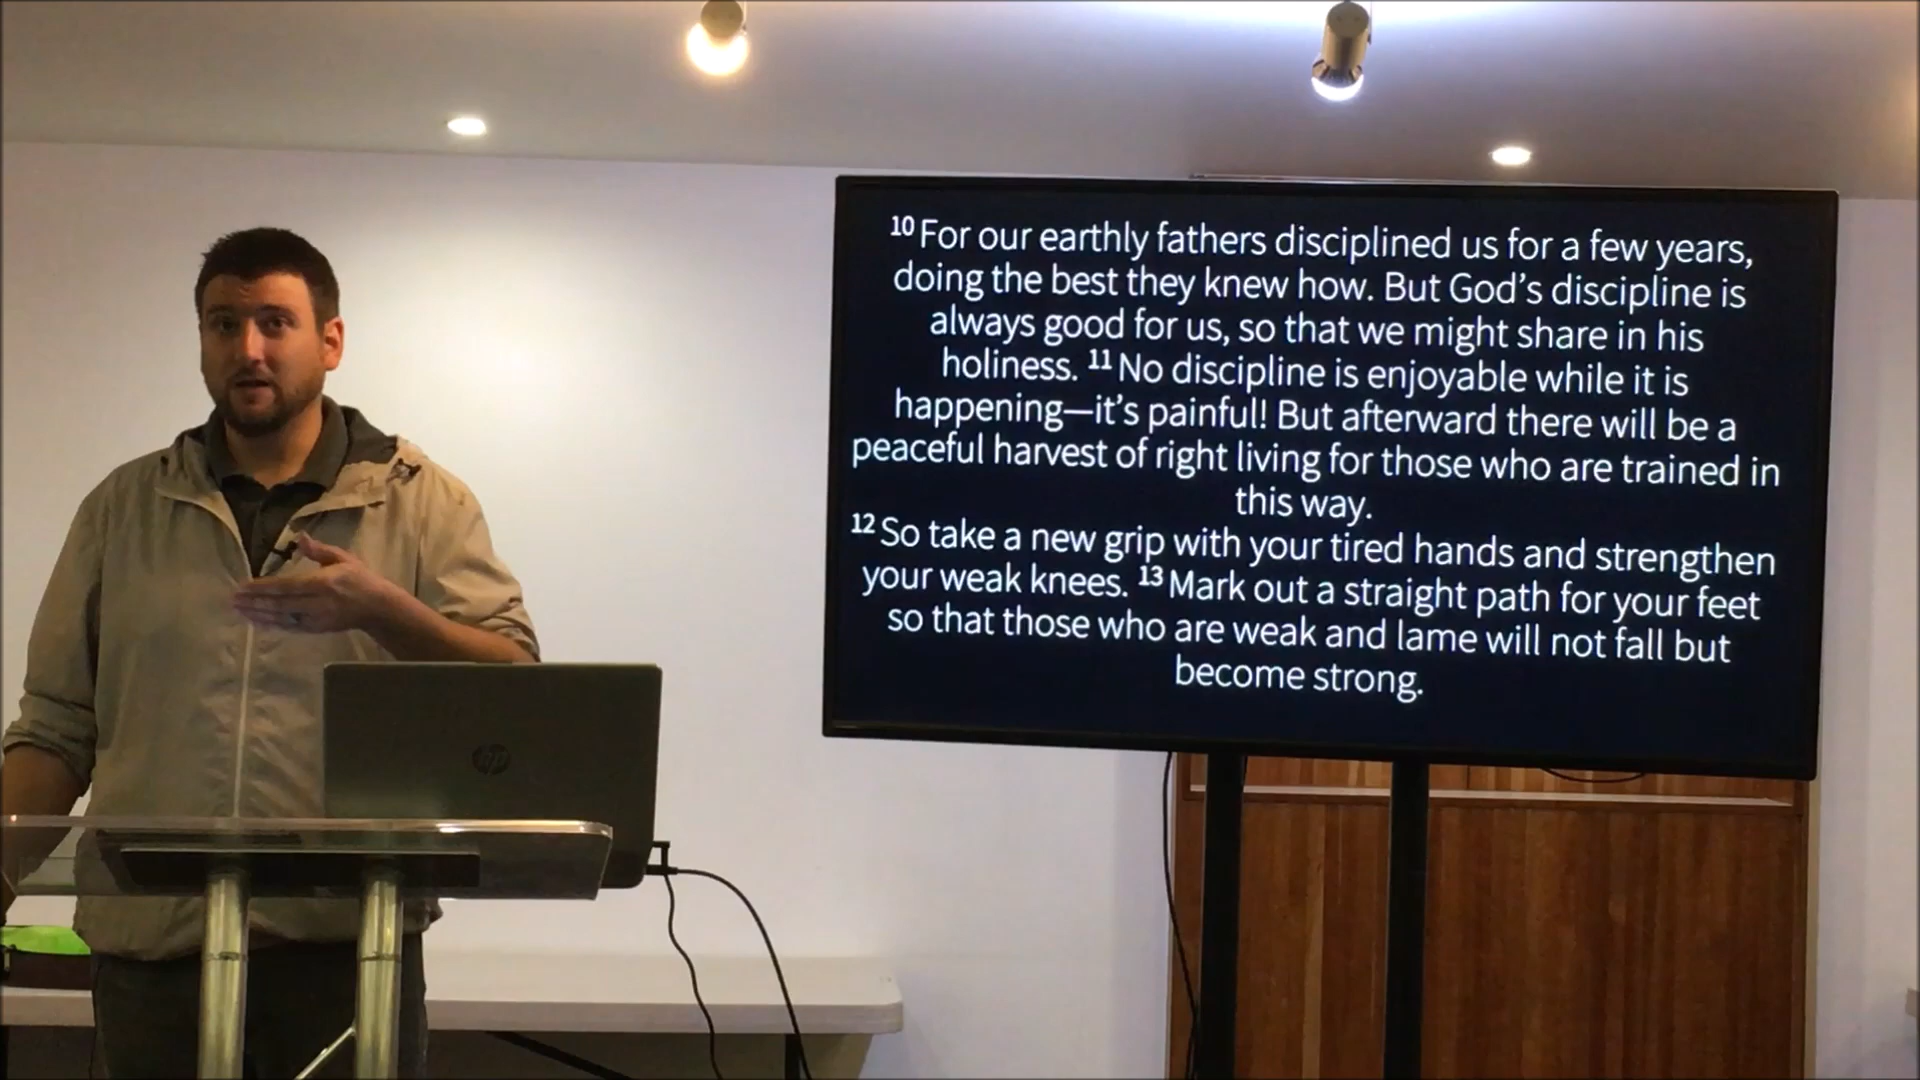 10 For our earthly fathers disciplined us for a few years,
doing the best they knew how. But God’s discipline is
always good for us, so that we might share in his
holiness. 11 No discipline is enjoyable while it is
happening—it’s painful! But afterward there will be a
peaceful harvest of right living for those who are trained in
this way.
12 So take a new grip with your tired hands and strengthen
your weak knees. 13 Mark out a straight path for your feet
so that those who are weak and lame will not fall but
become strong.
hp